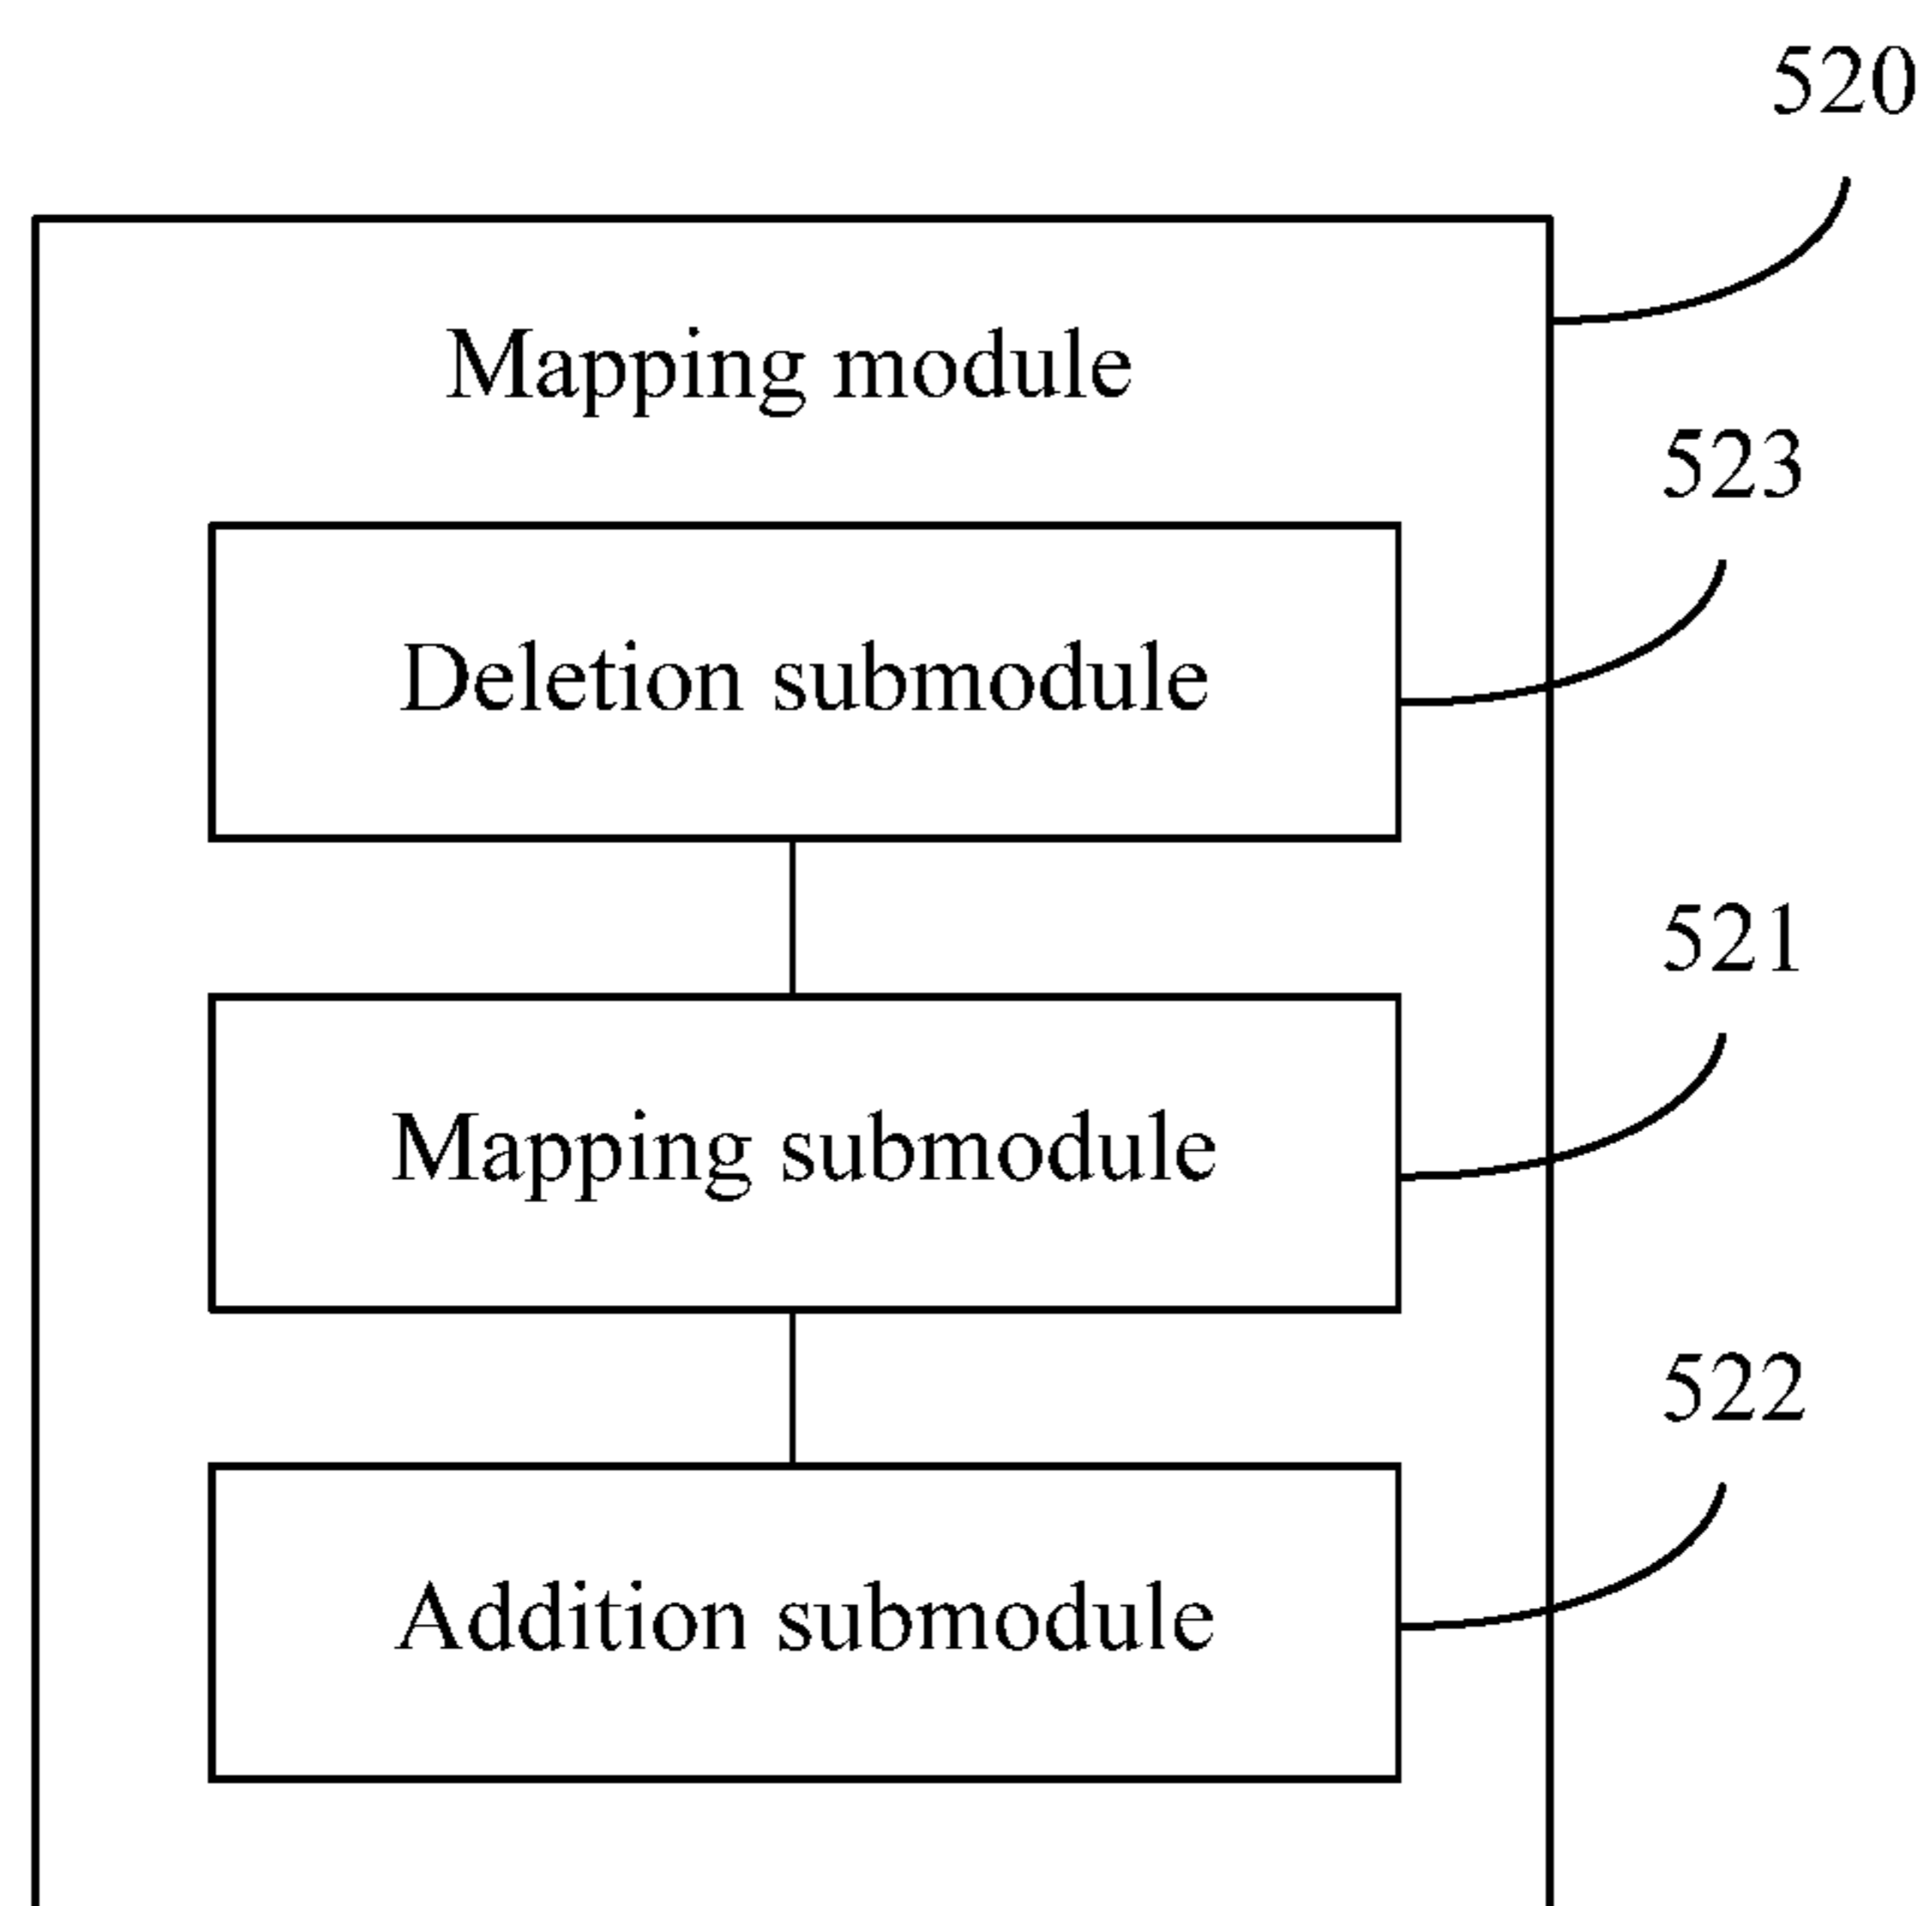 520
Mapping module
523
Deletion submodule
521
Mapping submodule
522
Addition submodule